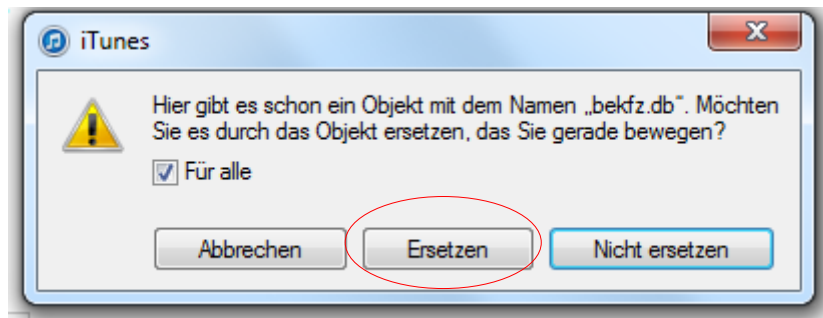 iTunes
Hier gibt es schon ein Objekt mit dem Namen „bekfz.db“. Möchten
Sie es durch das Objekt ersetzen, das Sie gerade bewegen?
Für alle
Abbrechen Ersetzen Nicht ersetzen